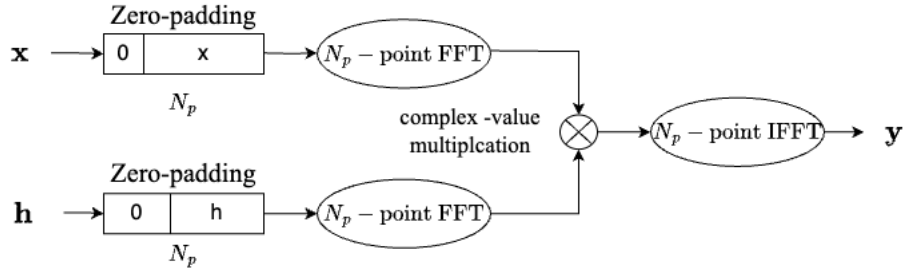 Zero-padding
x
0
x
N_p − point FFT
N_p
complex -value
multiplcation
N_p − point IFFT
y
Zero-padding
h
0
h
N_p − point FFT
N_p